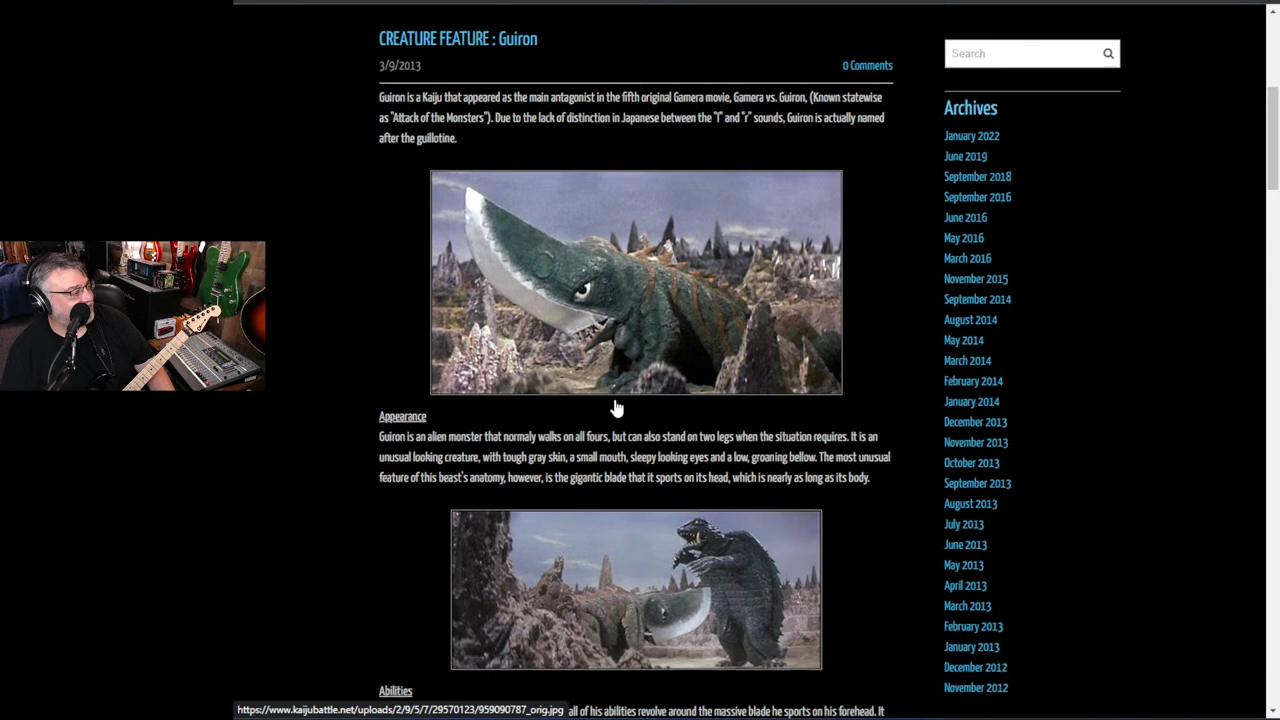 CREATURE FEATURE : Guiron
3/9/2013
0 Comments
Guiron is a Kaiju that appeared as the main antagonist in the fifth original Gamera movie, Gamera vs. Guiron, (Known statewise
as "Attack of the Monsters"). Due to the lack of distinction in Japanese between the "l" and "r" sounds, Guiron is actually named
after the guillotine.
Appearance
Guiron is an alien monster that normaly walks on all fours, but can also stand on two legs when the situation requires. It is an
unusual looking creature, with tough gray skin, a small mouth, sleepy looking eyes and a low, groaning bellow. The most unusual
feature of this beast's anatomy, however, is the gigantic blade that it sports on its head, which is nearly as long as its body.
Abilities
all of his abilities revolve around the massive blade he sports on his forehead. It
https://www.kaijubattle.net/uploads/2/9/5/7/29570123/959090787_orig.jpg
Search
Archives
January 2022
June 2019
September 2018
September 2016
June 2016
May 2016
March 2016
November 2015
September 2014
August 2014
May 2014
March 2014
February 2014
January 2014
December 2013
November 2013
October 2013
September 2013
August 2013
July 2013
June 2013
May 2013
April 2013
March 2013
February 2013
January 2013
December 2012
November 2012